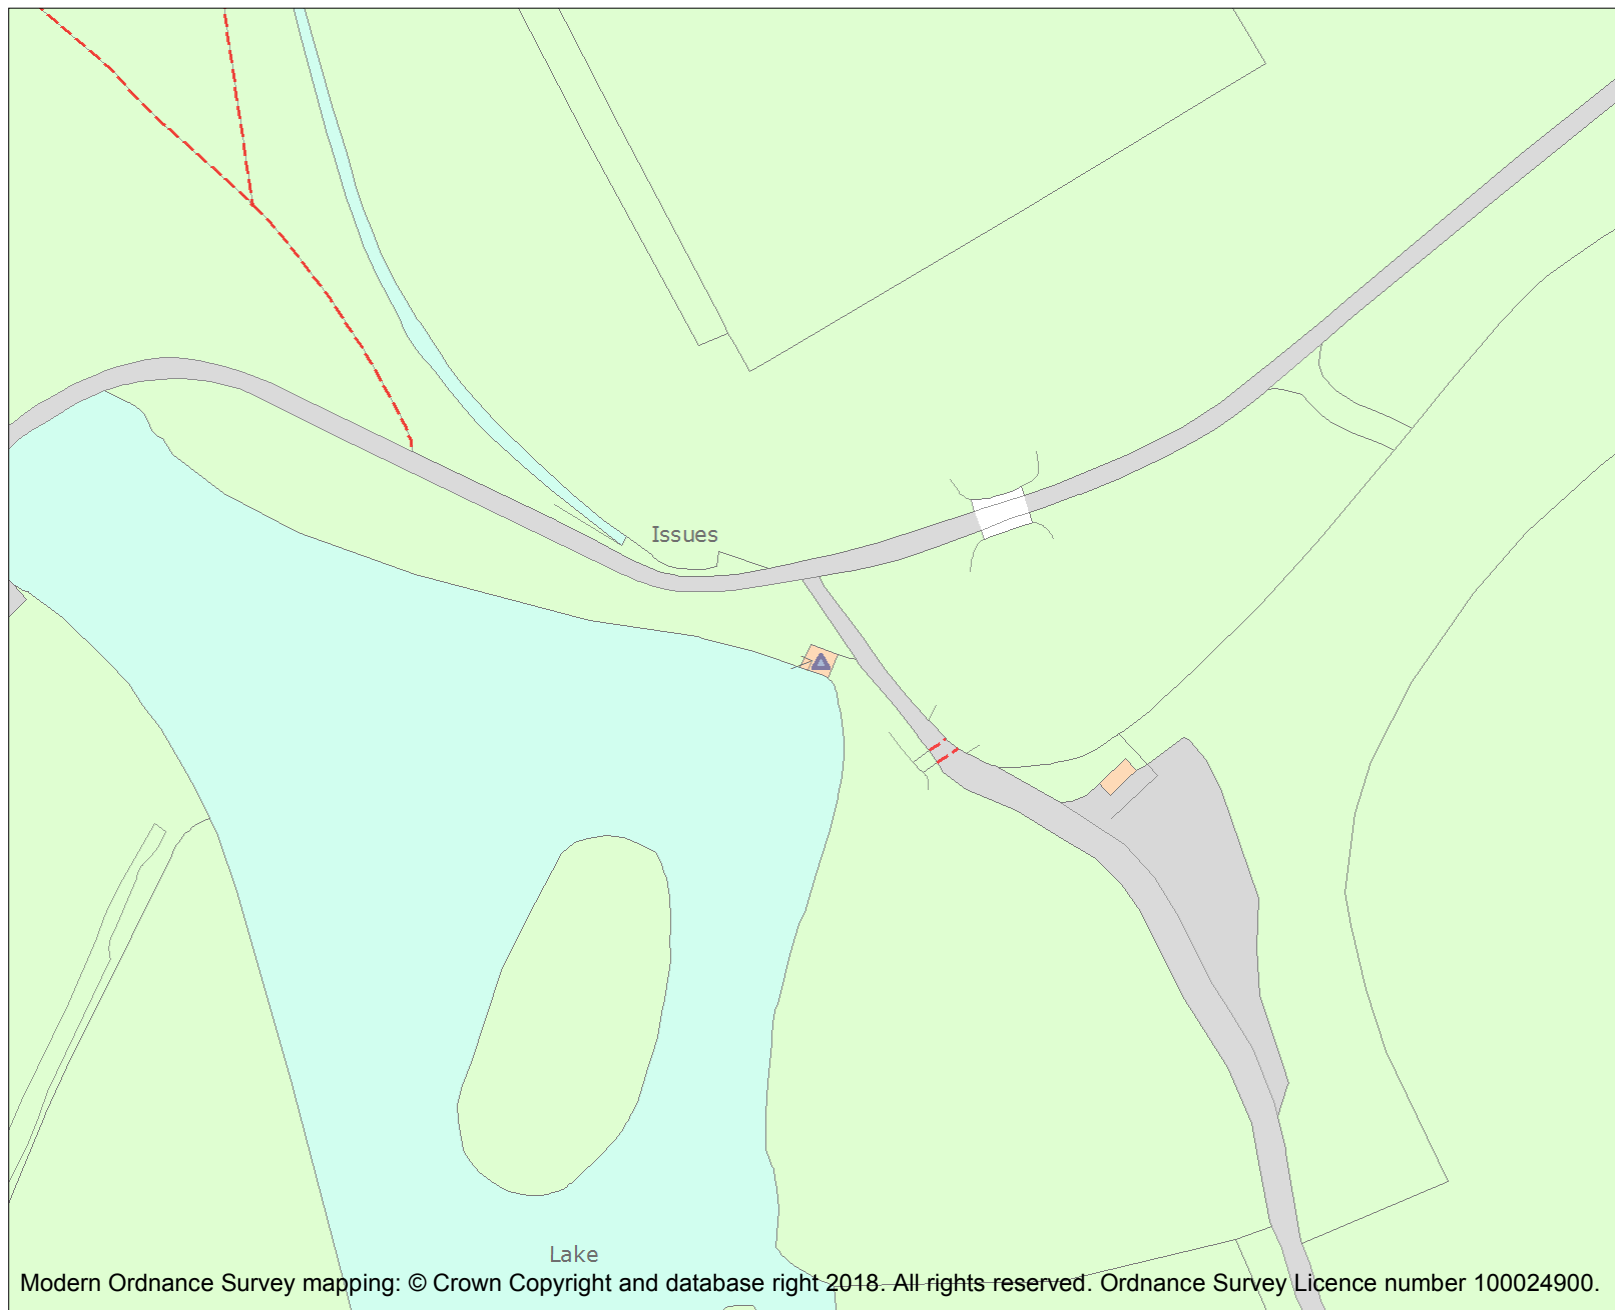 Issues
Lake
Modern Ordnance Survey mapping: © Crown Copyright and database right 2018. All rights reserved. Ordnance Survey Licence number 100024900.